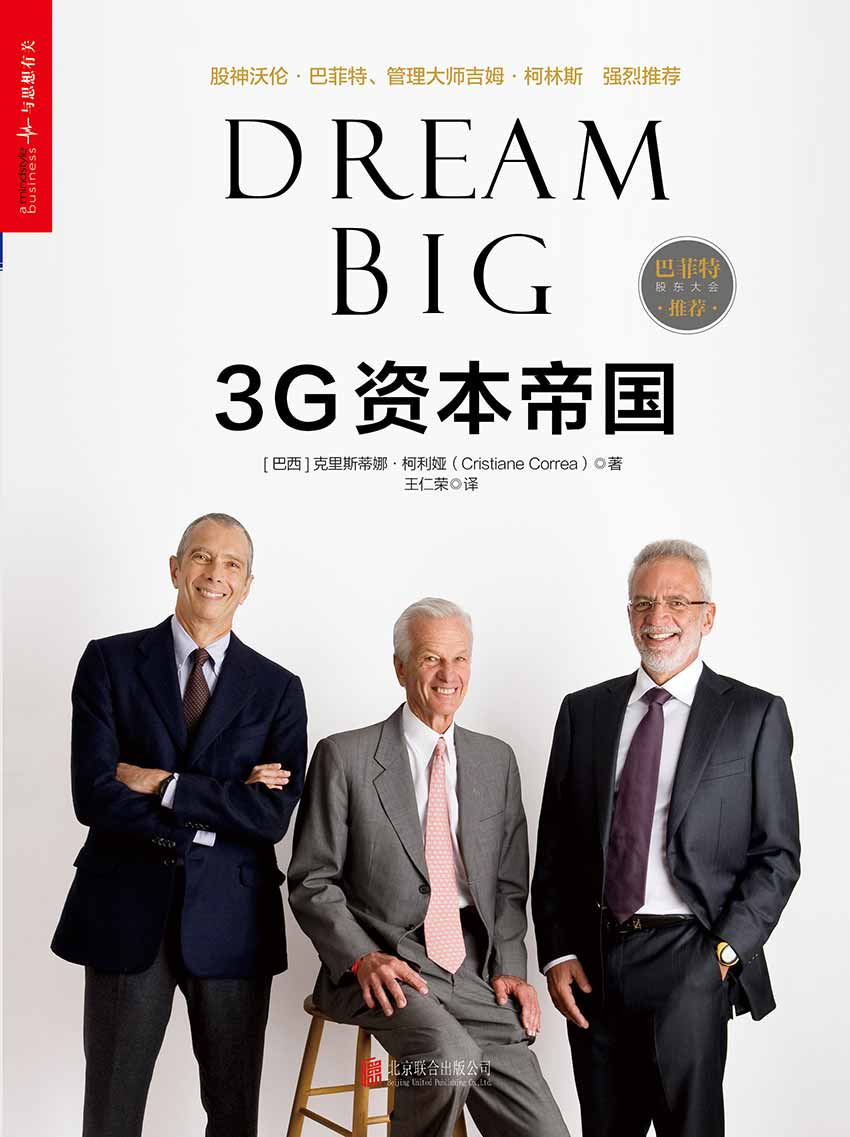 a mindstyle business 与思想有关
股神沃伦·巴菲特、管理大师吉姆·柯林斯 强烈推荐
DREAM
BIG
巴菲特
股东大会
·推荐·
3G资本帝国
[ 巴西 ] 克里斯蒂娜·柯利娅（Cristiane Correa）◎著
王仁荣◎译
北京联合出版公司
Beijing United Publishing Co.,Ltd.